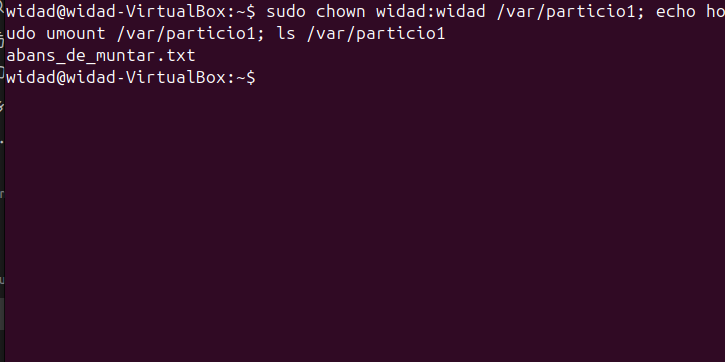 widad@widad-VirtualBox:~$ sudo chown widad:widad /var/particio1; echo ho
udo umount /var/particio1; ls /var/particio1
abans_de_muntar.txt
widad@widad-VirtualBox:~$